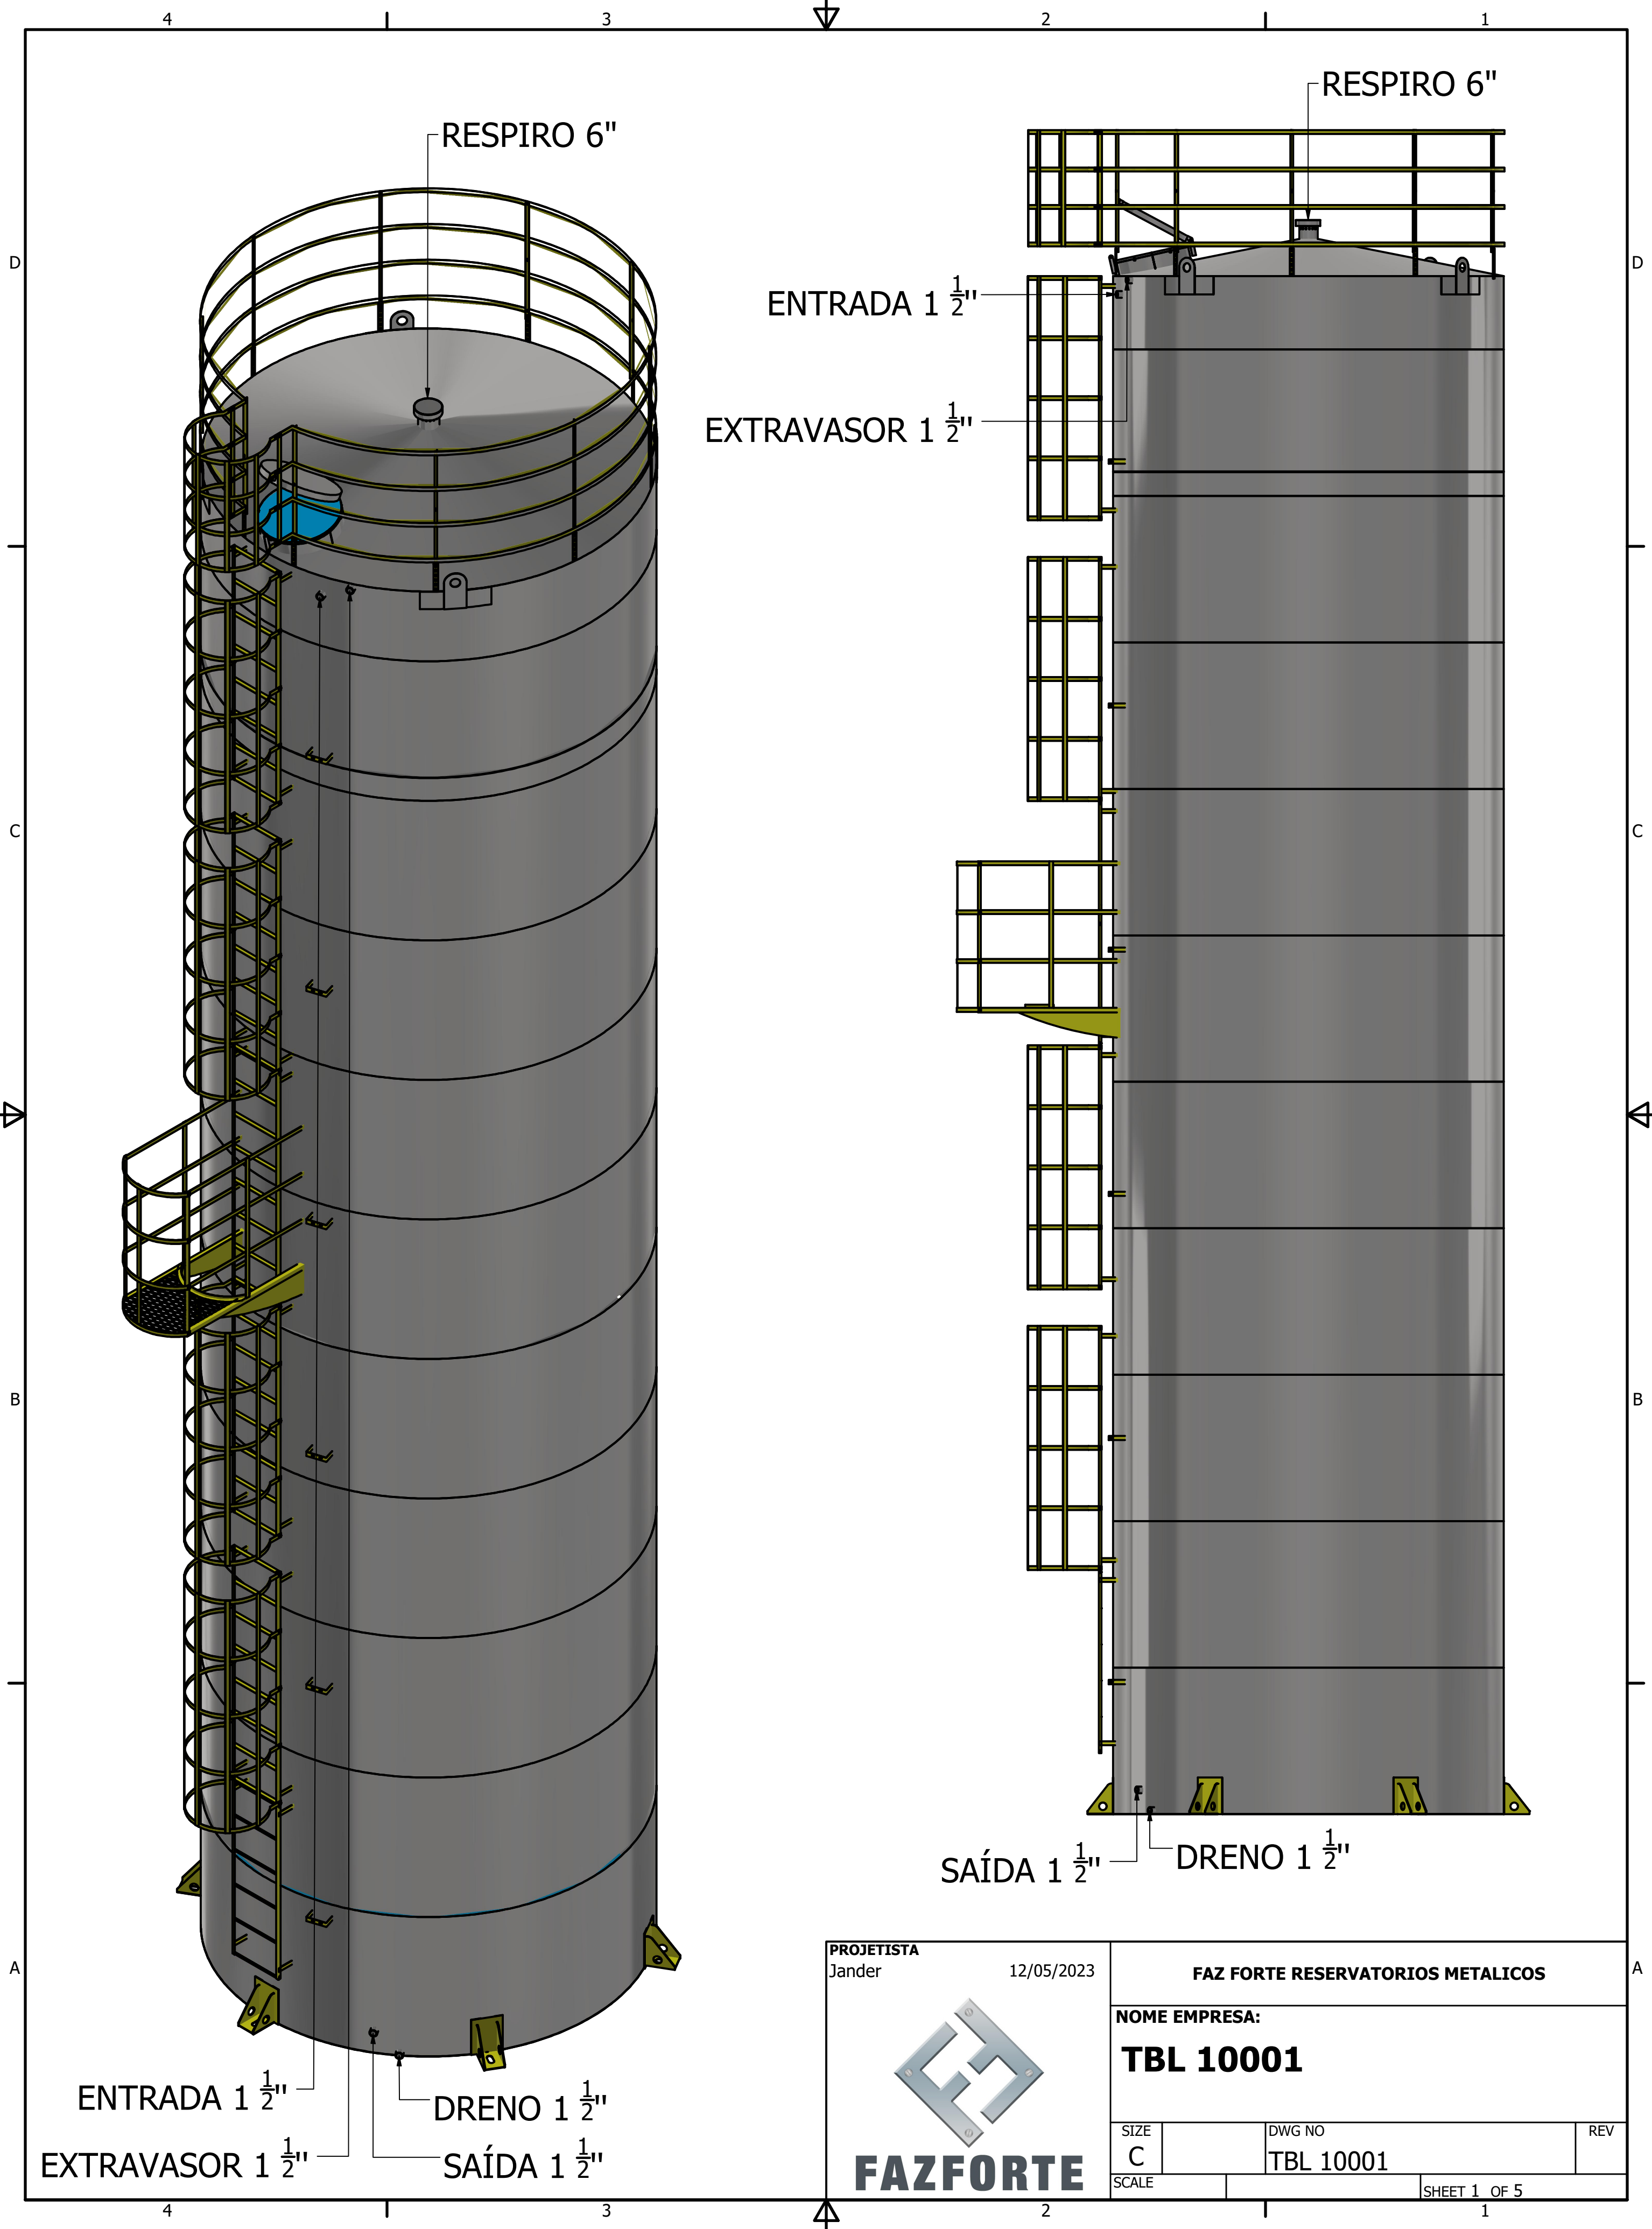 4 3 2 1
RESPIRO 6"
RESPIRO 6"
D D
ENTRADA 1 1/2"
EXTRAVASOR 1 1/2"
C C
B B
SAÍDA 1 1/2"
DRENO 1 1/2"
A A
ENTRADA 1 1/2"
DRENO 1 1/2"
EXTRAVASOR 1 1/2"
SAÍDA 1 1/2"
PROJETISTA
Jander 12/05/2023
FAZFORTE
FAZ FORTE RESERVATORIOS METALICOS
NOME EMPRESA:
TBL 10001
SIZE DWG NO REV
C TBL 10001
SCALE SHEET 1 OF 5
4 3 2 1